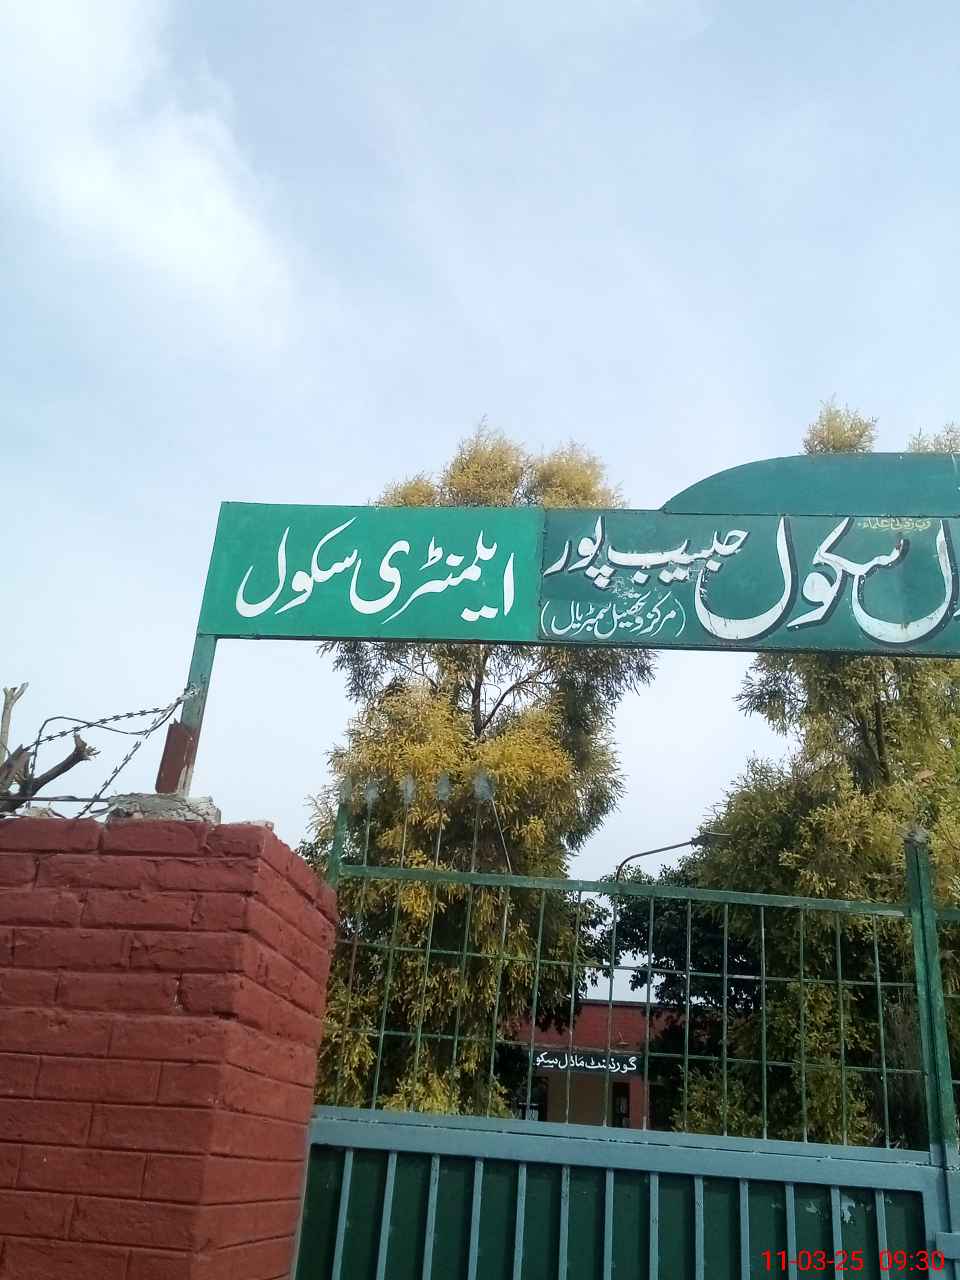 سکول حبیب پور
(مرکز و تحصیل سمبڑیال)
ایلمنٹری سکول
گورنمنٹ ماڈل سکو
11-03-25 09:30